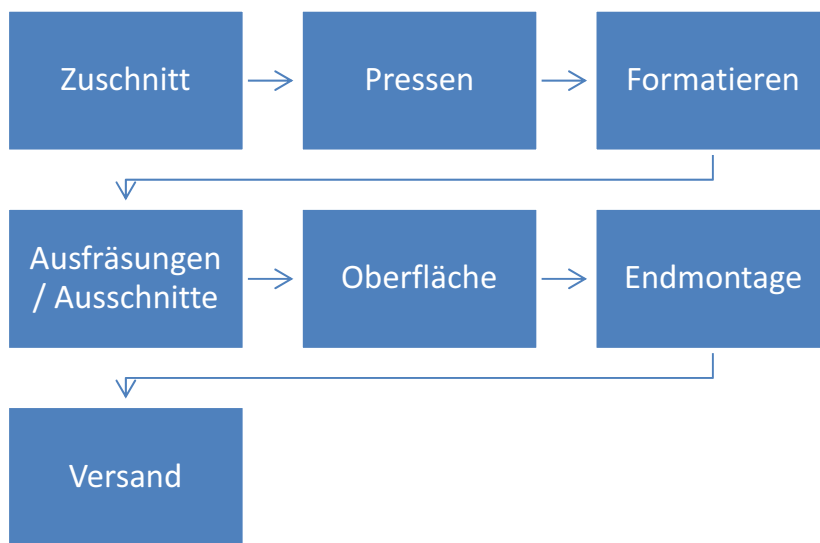 Zuschnitt
Pressen
Formatieren
Ausfräsungen
/ Ausschnitte
Oberfläche
Endmontage
Versand